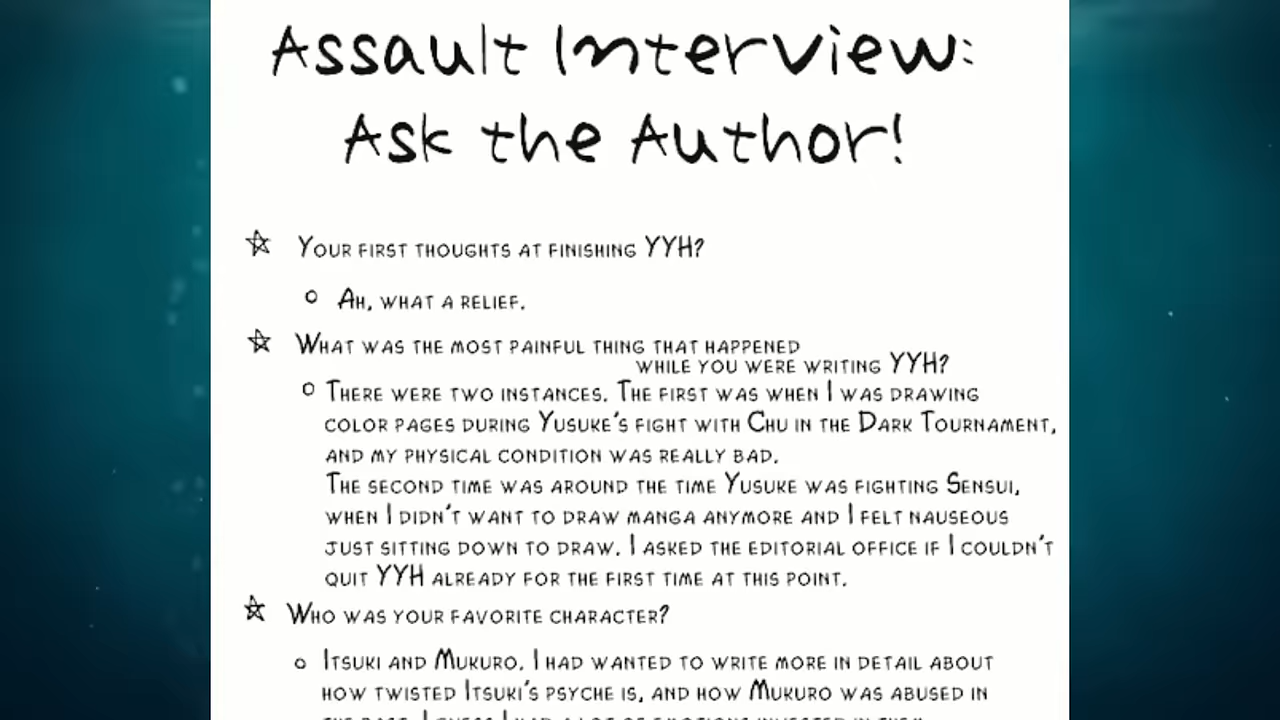 Assault Interview:
Ask the Author!
☆ Your first thoughts at finishing YYH?
○ Ah, what a relief.
☆ What was the most painful thing that happened
while you were writing YYH?
○ There were two instances. The first was when I was drawing
color pages during Yusuke's fight with Chu in the Dark Tournament,
and my physical condition was really bad.
The second time was around the time Yusuke was fighting Sensui,
when I didn't want to draw manga anymore and I felt nauseous
just sitting down to draw. I asked the editorial office if I couldn't
quit YYH already for the first time at this point.
☆ Who was your favorite character?
○ Itsuki and Mukuro. I had wanted to write more in detail about
how twisted Itsuki's psyche is, and how Mukuro was abused in